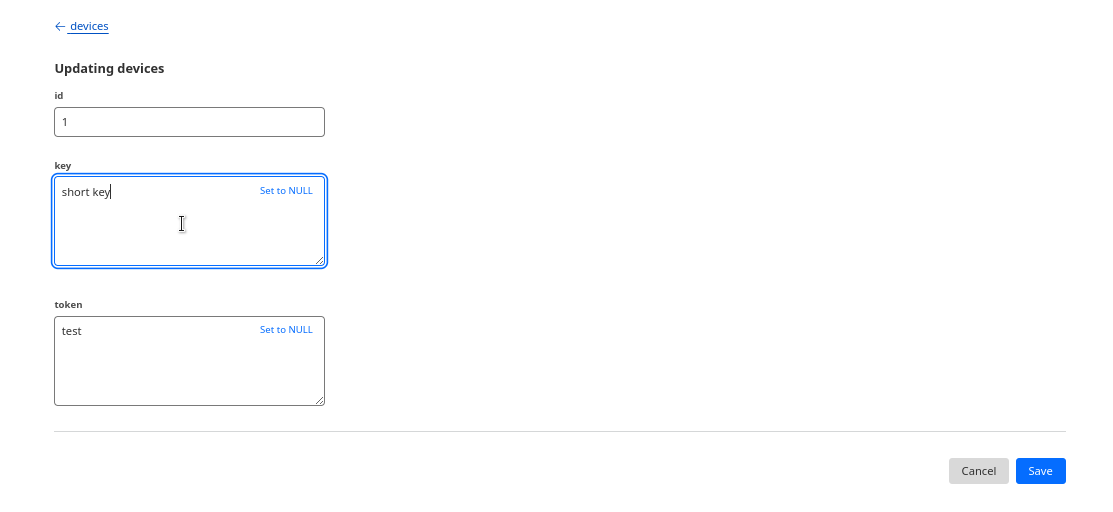 ← devices
Updating devices
id
1
key
short key
Set to NULL
token
test
Set to NULL
Cancel
Save